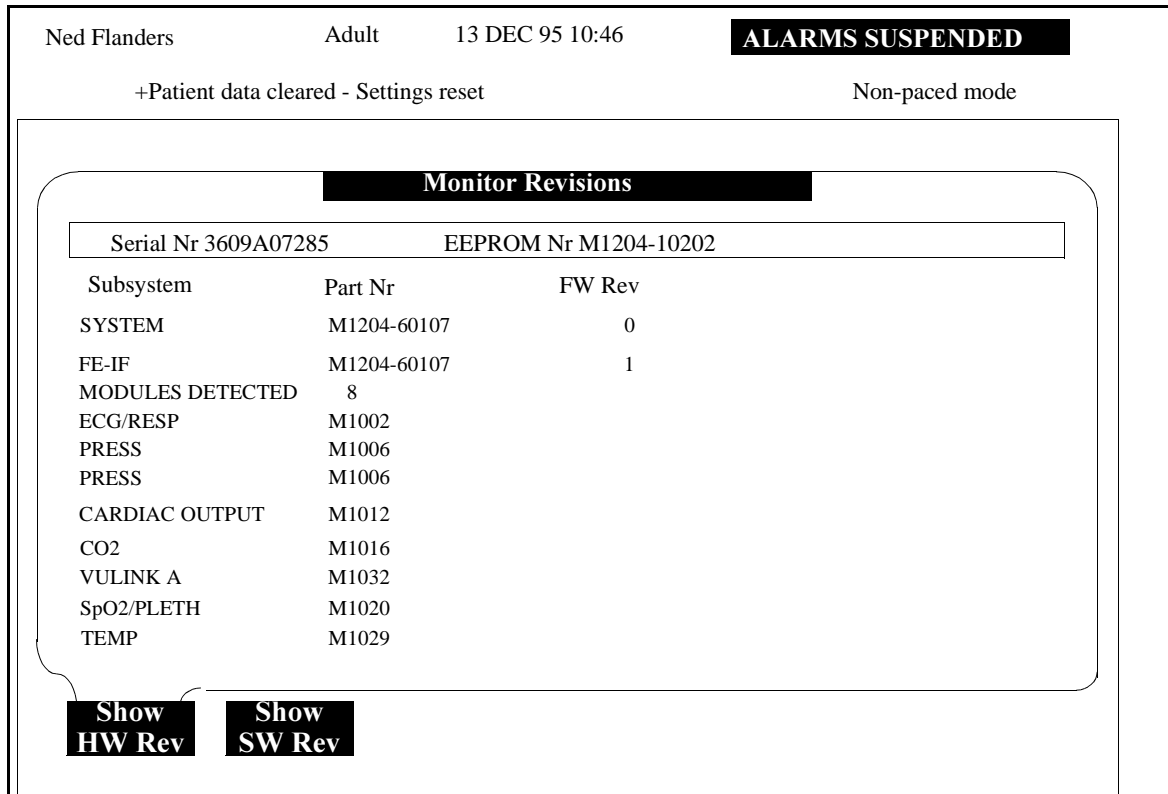 Ned Flanders Adult 13 DEC 95 10:46 ALARMS SUSPENDED
+Patient data cleared - Settings reset Non-paced mode
Monitor Revisions
Serial Nr 3609A07285 EEPROM Nr M1204-10202
Subsystem Part Nr FW Rev
SYSTEM M1204-60107 0
FE-IF M1204-60107 1
MODULES DETECTED 8
ECG/RESP M1002
PRESS M1006
PRESS M1006
CARDIAC OUTPUT M1012
CO2 M1016
VULINK A M1032
SpO2/PLETH M1020
TEMP M1029
Show Show
HW Rev SW Rev